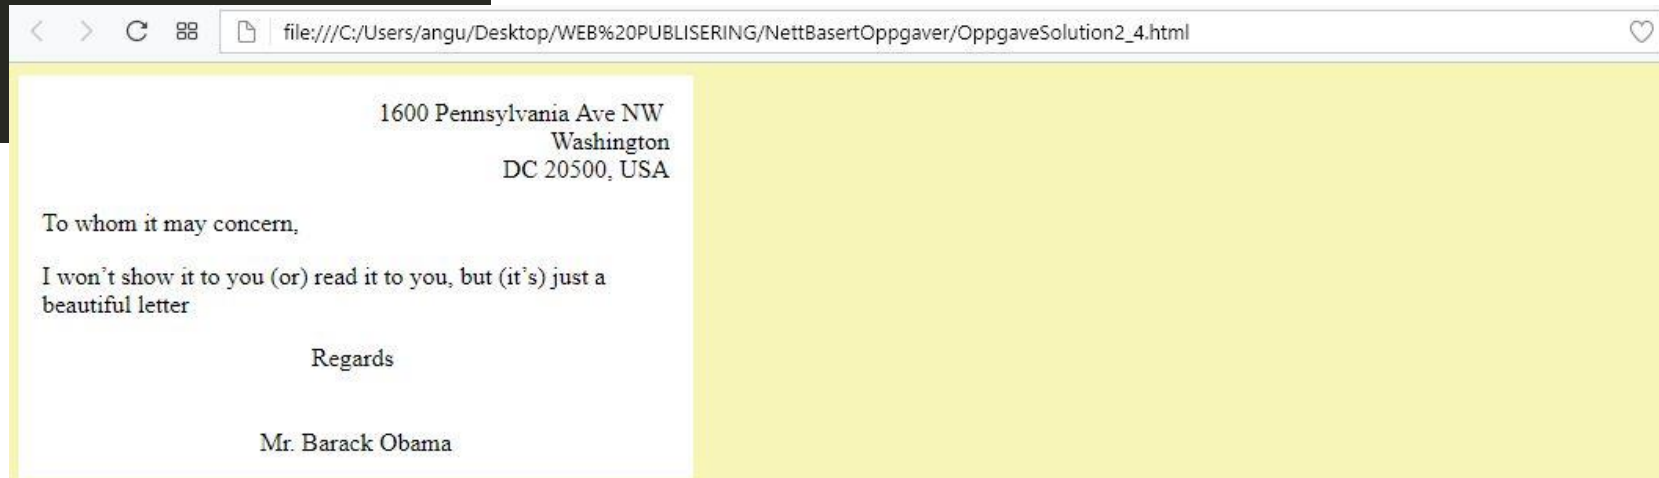 file:///C:/Users/angu/Desktop/WEB%20PUBLISERING/NettBasertOppgaver/OppgaveSolution2_4.html
1600 Pennsylvania Ave NW
Washington
DC 20500, USA
To whom it may concern,
I won’t show it to you (or) read it to you, but (it’s) just a
beautiful letter
Regards
Mr. Barack Obama